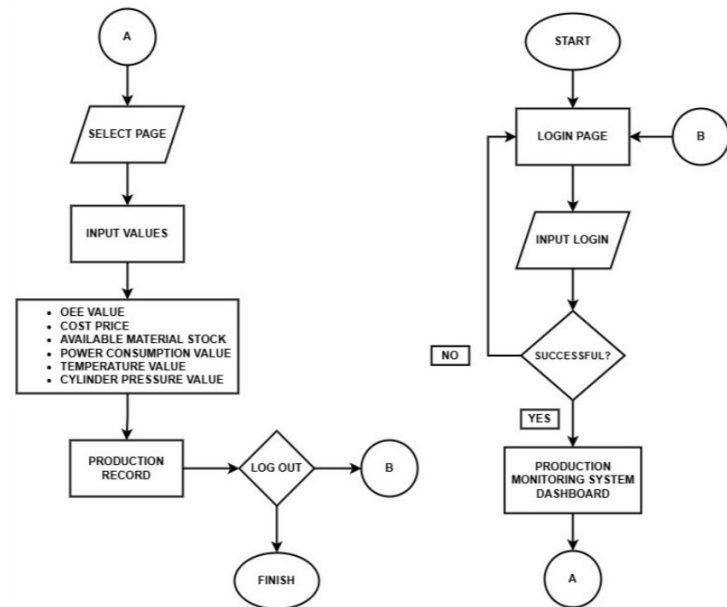 A
SELECT PAGE
INPUT VALUES
• OEE VALUE
• COST PRICE
• AVAILABLE MATERIAL STOCK
• POWER CONSUMPTION VALUE
• TEMPERATURE VALUE
• CYLINDER PRESSURE VALUE
PRODUCTION
RECORD
LOG OUT
B
FINISH
START
LOGIN PAGE
B
INPUT LOGIN
SUCCESSFUL?
NO
YES
PRODUCTION
MONITORING SYSTEM
DASHBOARD
A